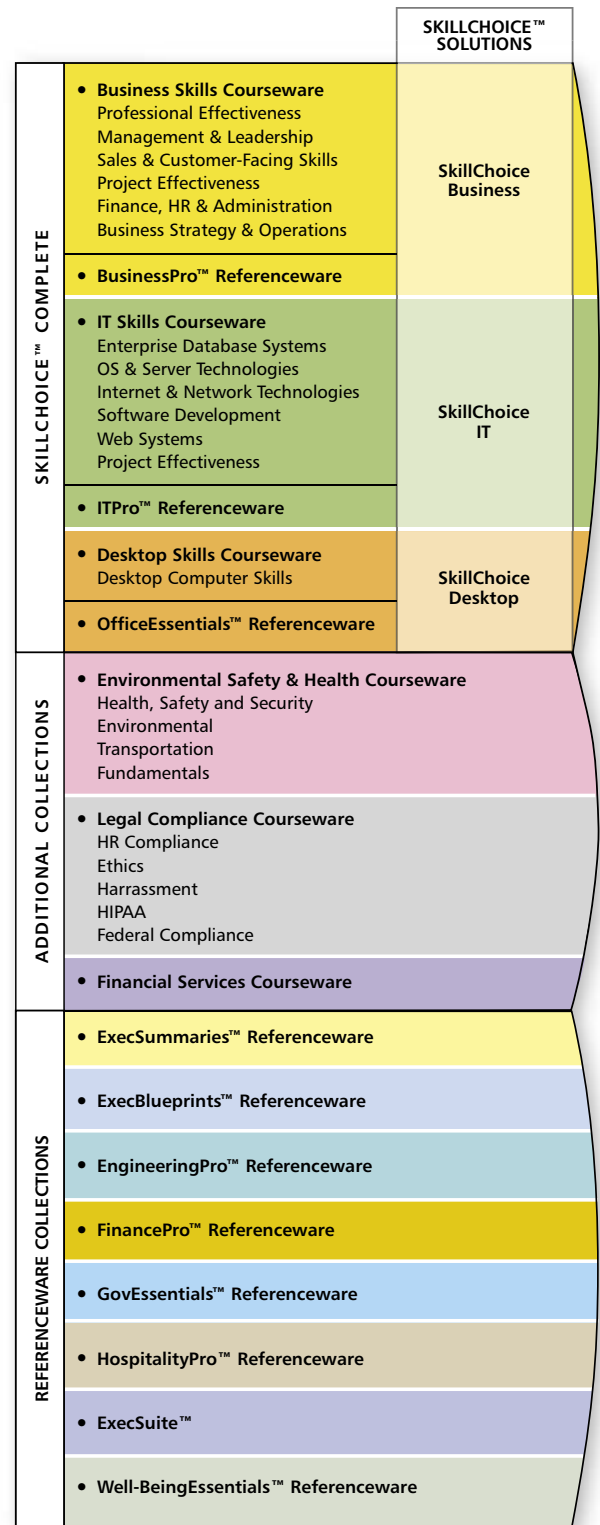 SKILLCHOICE™
SOLUTIONS
SKILLCHOICE™ COMPLETE
• Business Skills Courseware
Professional Effectiveness
Management & Leadership
Sales & Customer-Facing Skills
Project Effectiveness
Finance, HR & Administration
Business Strategy & Operations
• BusinessPro™ Referenceware
SkillChoice
Business
• IT Skills Courseware
Enterprise Database Systems
OS & Server Technologies
Internet & Network Technologies
Software Development
Web Systems
Project Effectiveness
• ITPro™ Referenceware
SkillChoice
IT
• Desktop Skills Courseware
Desktop Computer Skills
• OfficeEssentials™ Referenceware
SkillChoice
Desktop
ADDITIONAL COLLECTIONS
• Environmental Safety & Health Courseware
Health, Safety and Security
Environmental
Transportation
Fundamentals
• Legal Compliance Courseware
HR Compliance
Ethics
Harrassment
HIPAA
Federal Compliance
• Financial Services Courseware
REFERENCEWARE COLLECTIONS
• ExecSummaries™ Referenceware
• ExecBlueprints™ Referenceware
• EngineeringPro™ Referenceware
• FinancePro™ Referenceware
• GovEssentials™ Referenceware
• HospitalityPro™ Referenceware
• ExecSuite™
• Well-BeingEssentials™ Referenceware